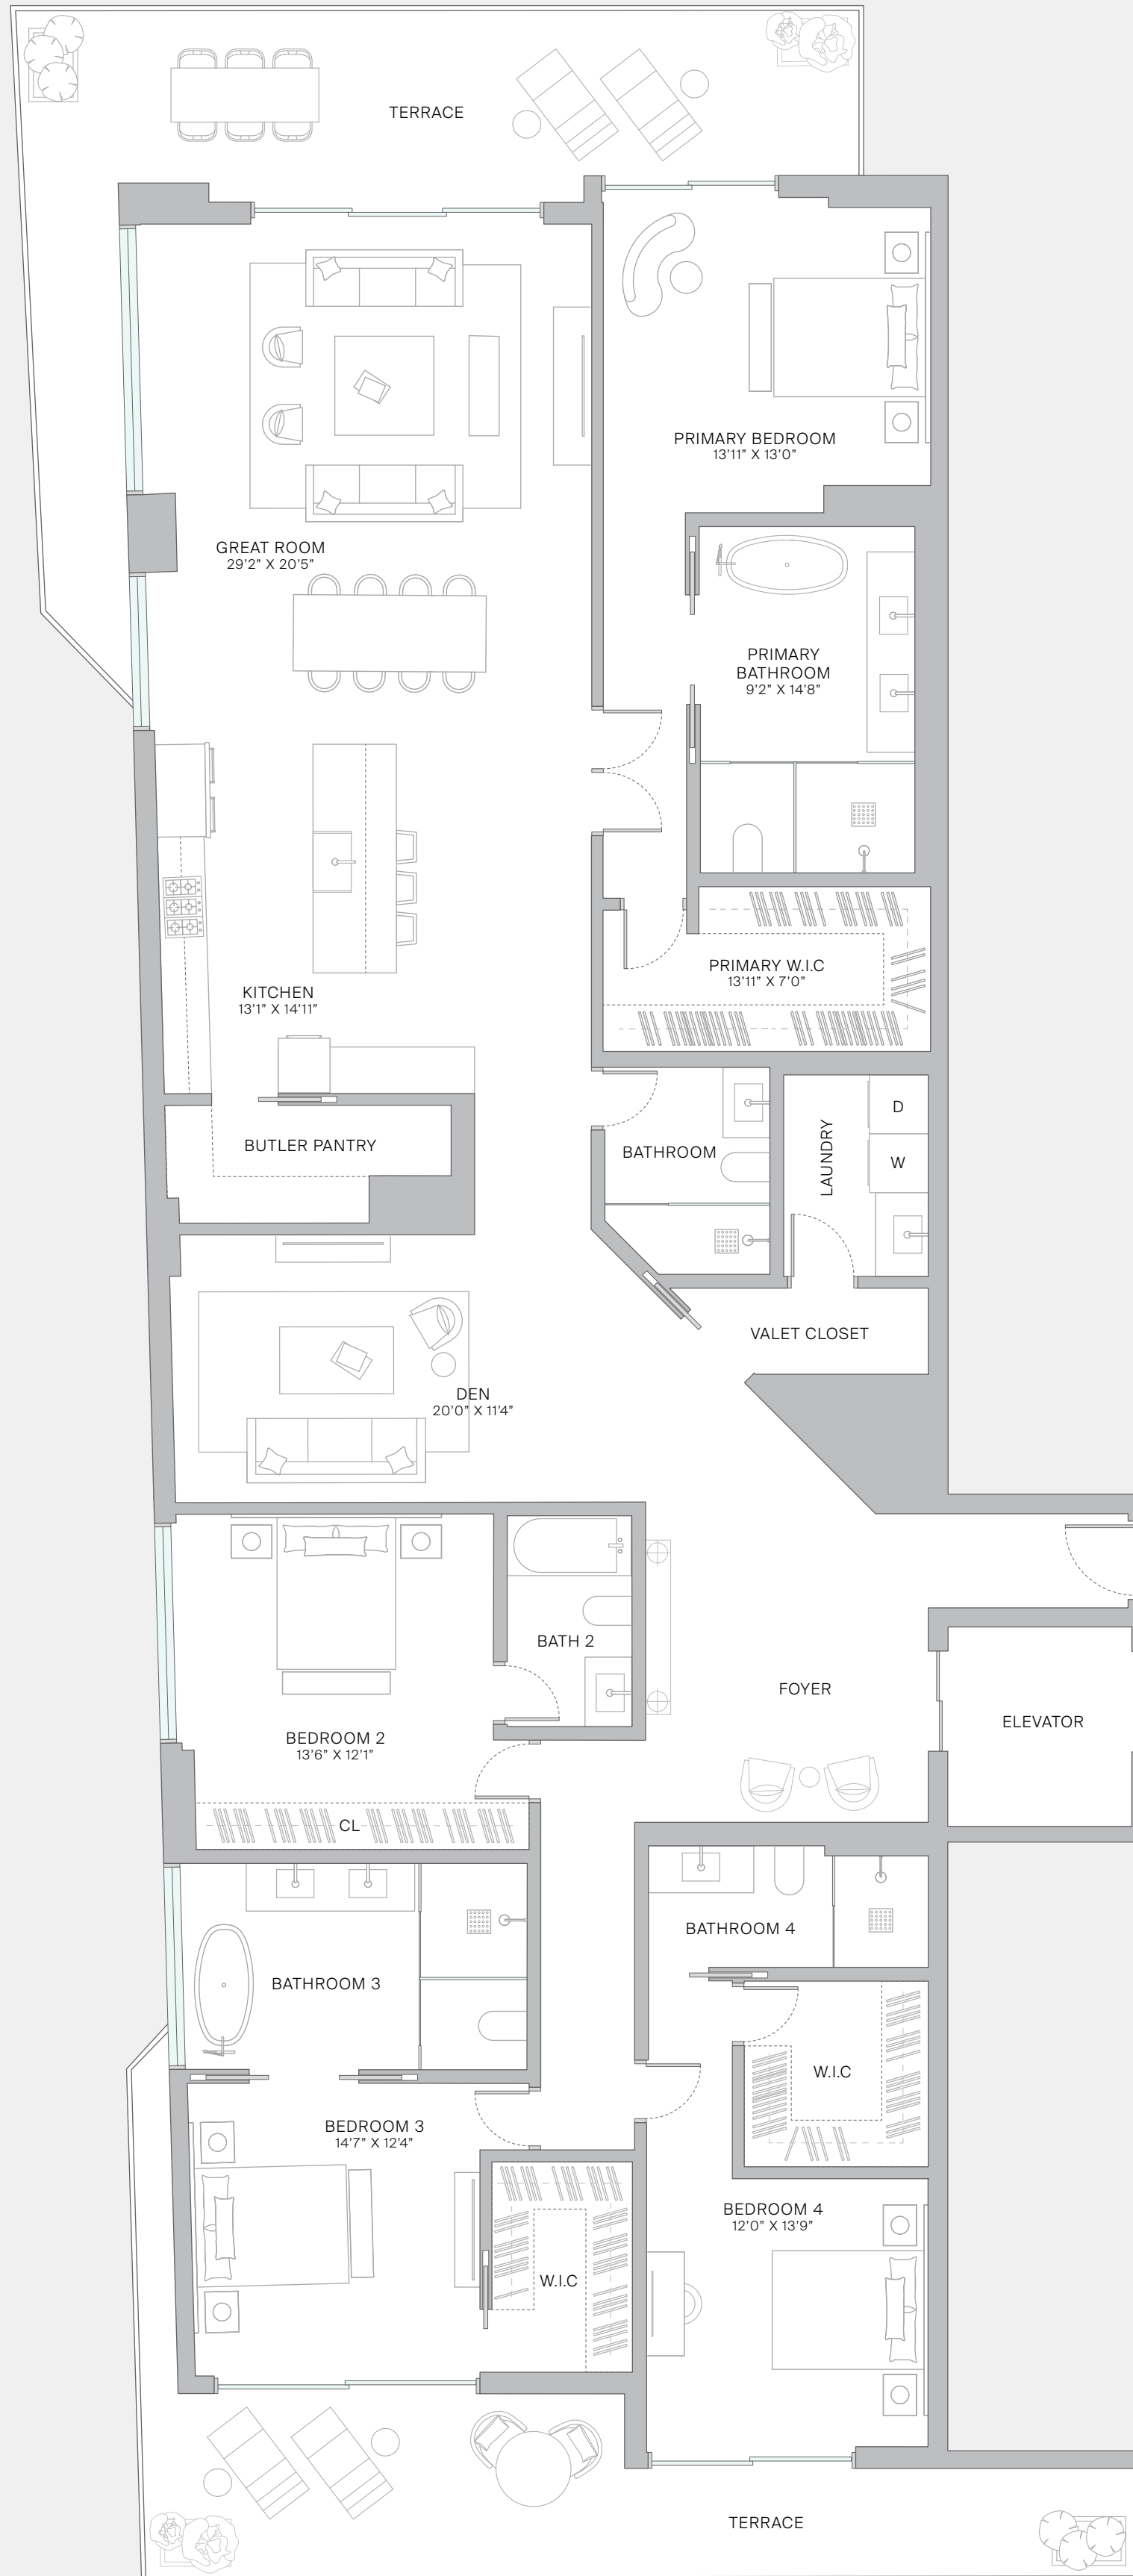 TERRACE
PRIMARY BEDROOM
13'11" X 13'0"
GREAT ROOM
29'2" X 20'5"
PRIMARY
BATHROOM
9'2" X 14'8"
PRIMARY W.I.C
13'11" X 7'0"
KITCHEN
13'1" X 14'11"
BUTLER PANTRY
BATHROOM
LAUNDRY
D
W
VALET CLOSET
DEN
20'0" X 11'4"
BATH 2
FOYER
ELEVATOR
BEDROOM 2
13'6" X 12'1"
CL
BATHROOM 4
BATHROOM 3
W.I.C
BEDROOM 3
14'7" X 12'4"
BEDROOM 4
12'0" X 13'9"
W.I.C
TERRACE